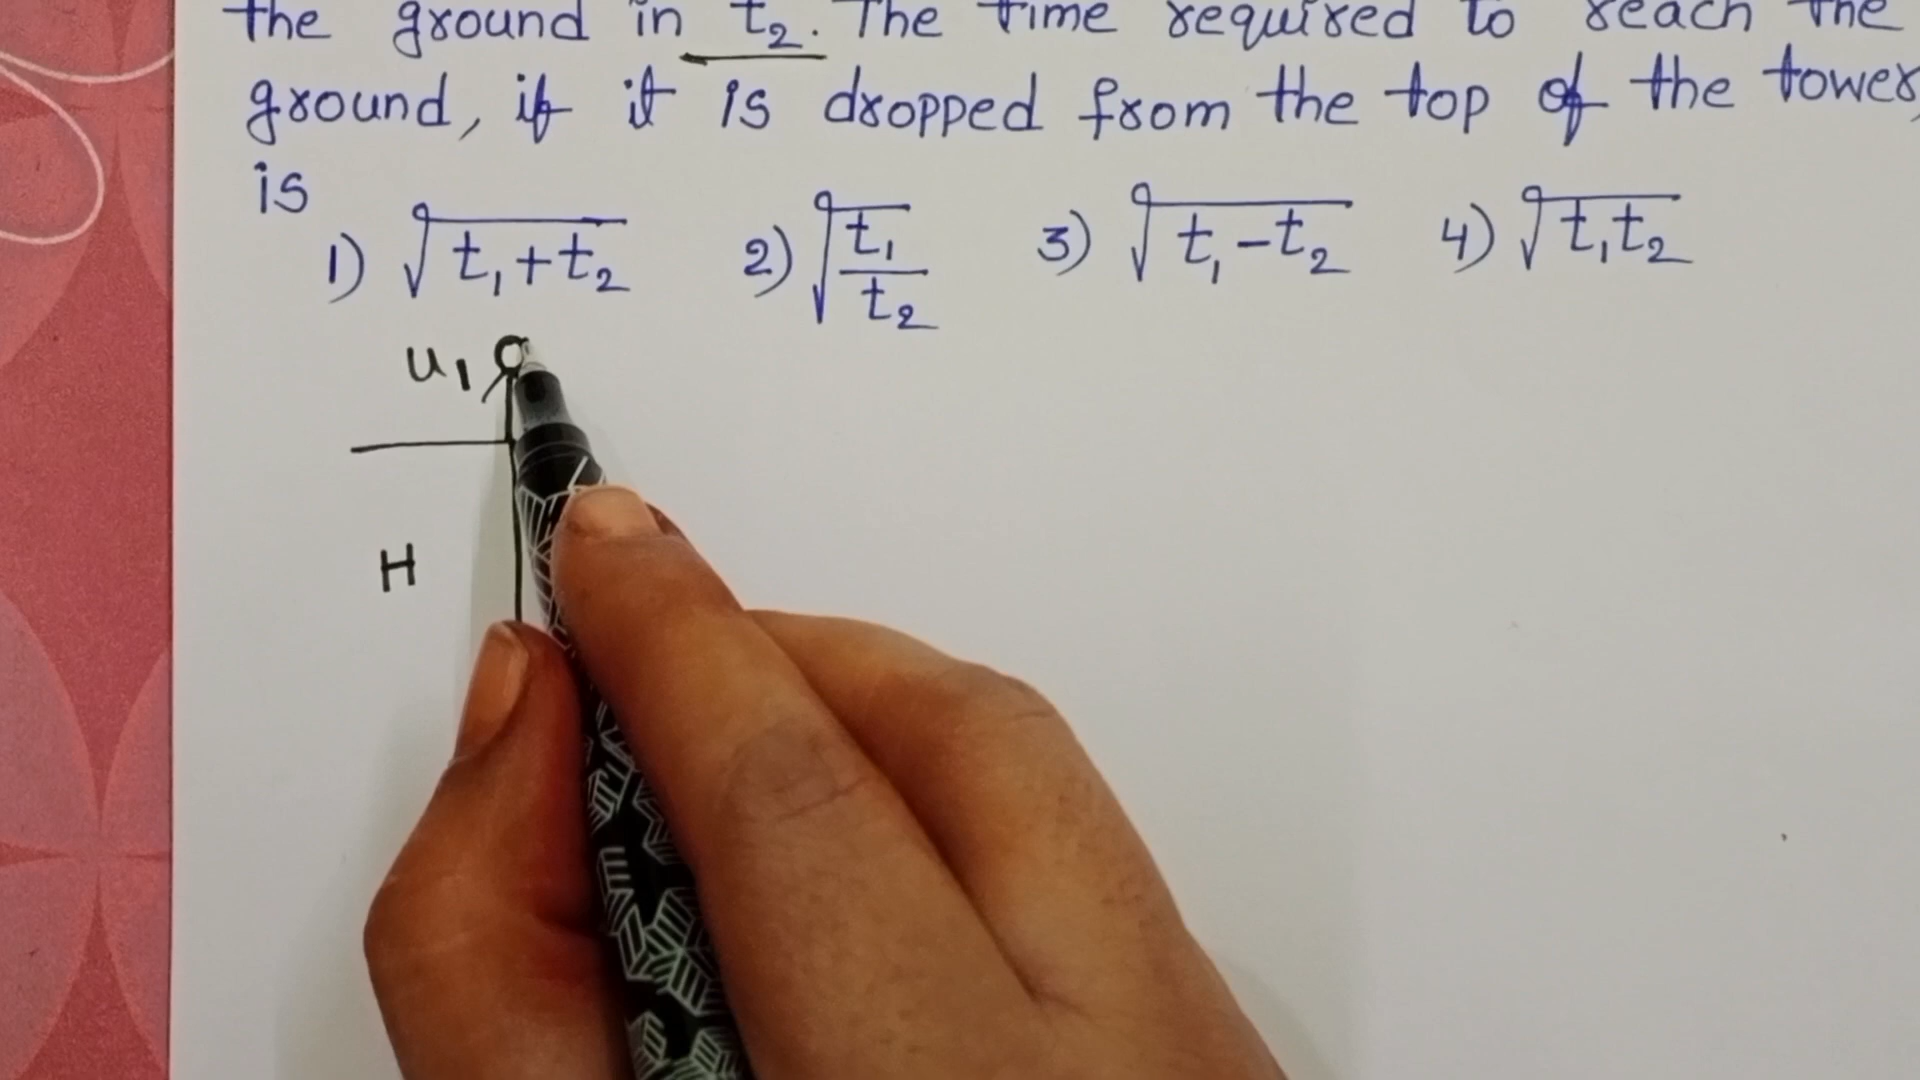 the ground in t₂. The time required to reach the
ground, if it is dropped from the top of the tower,
is
1) √(t₁+t₂) 2) √(t₁/t₂) 3) √(t₁-t₂) 4) √(t₁t₂)
u₁
H